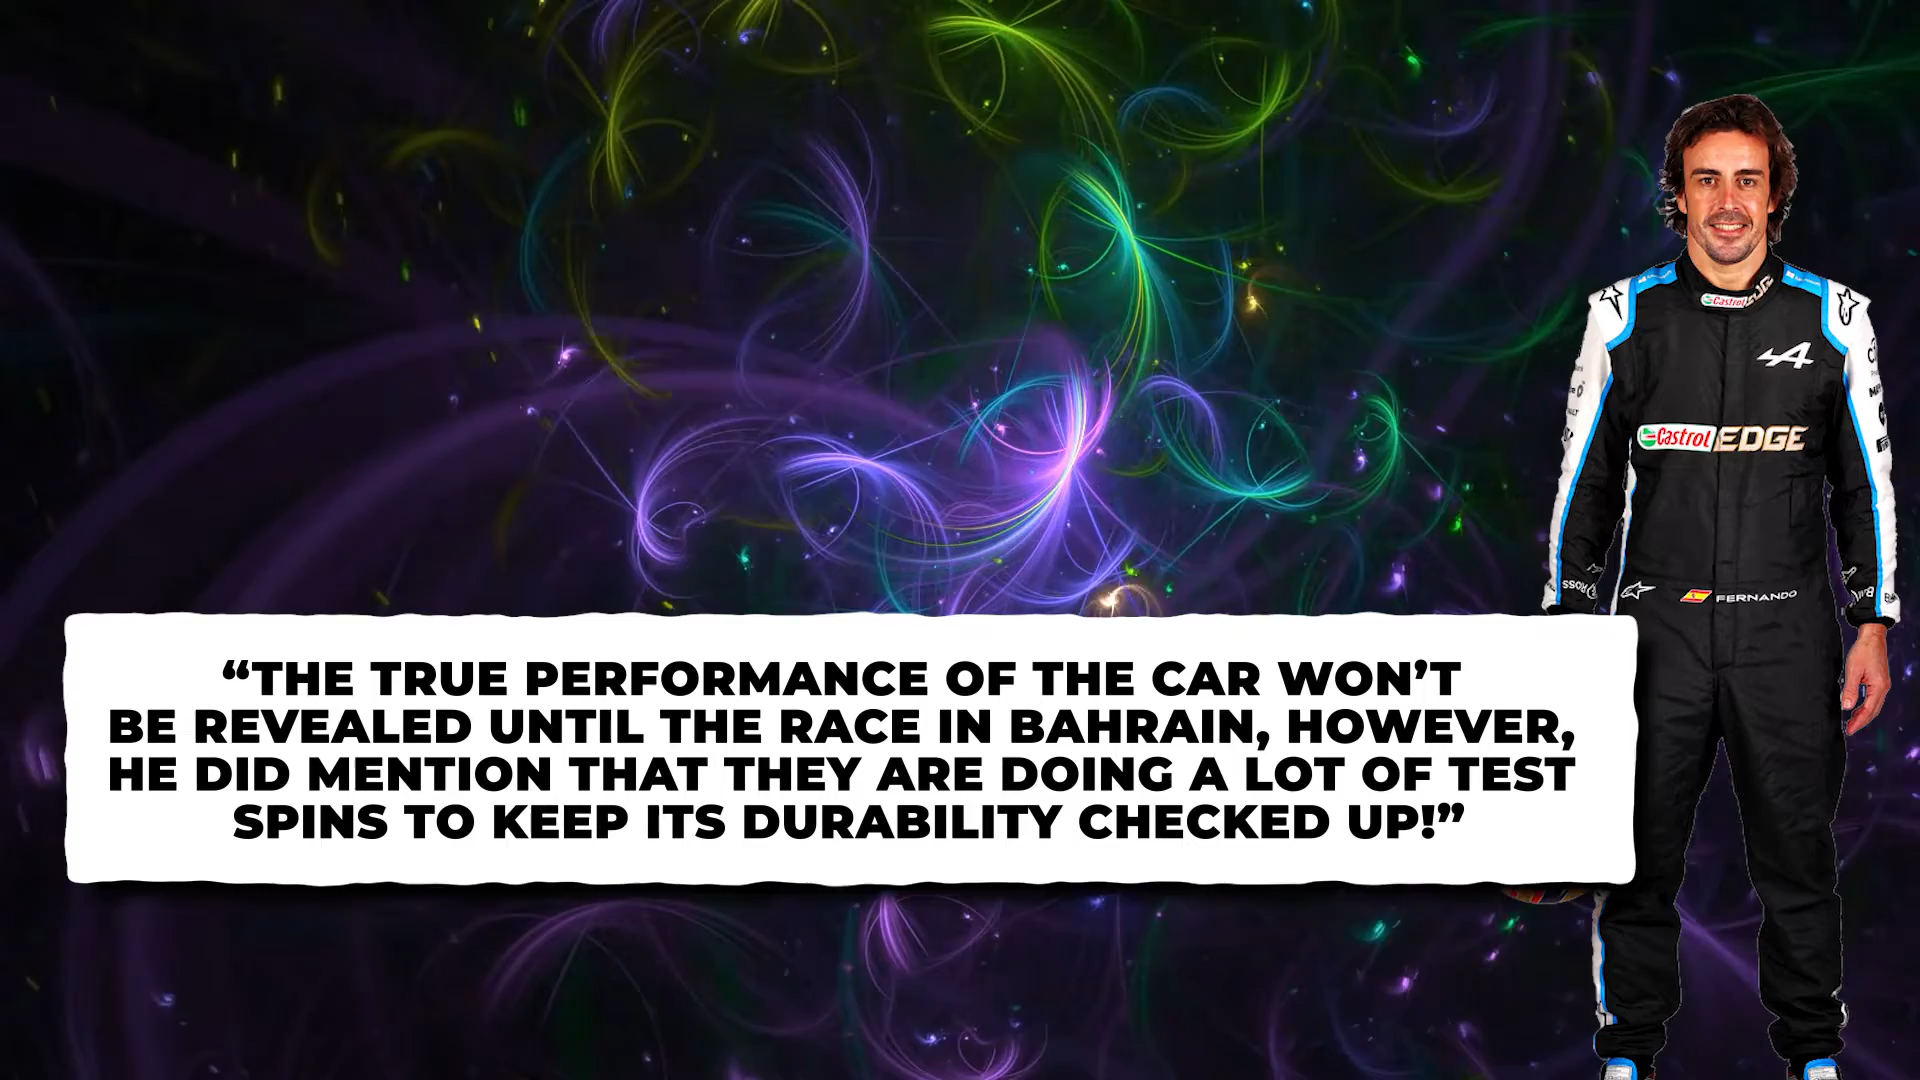 Castrol EDGE
Castrol EDGE
FERNANDO
“THE TRUE PERFORMANCE OF THE CAR WON’T
BE REVEALED UNTIL THE RACE IN BAHRAIN, HOWEVER,
HE DID MENTION THAT THEY ARE DOING A LOT OF TEST
SPINS TO KEEP ITS DURABILITY CHECKED UP!”